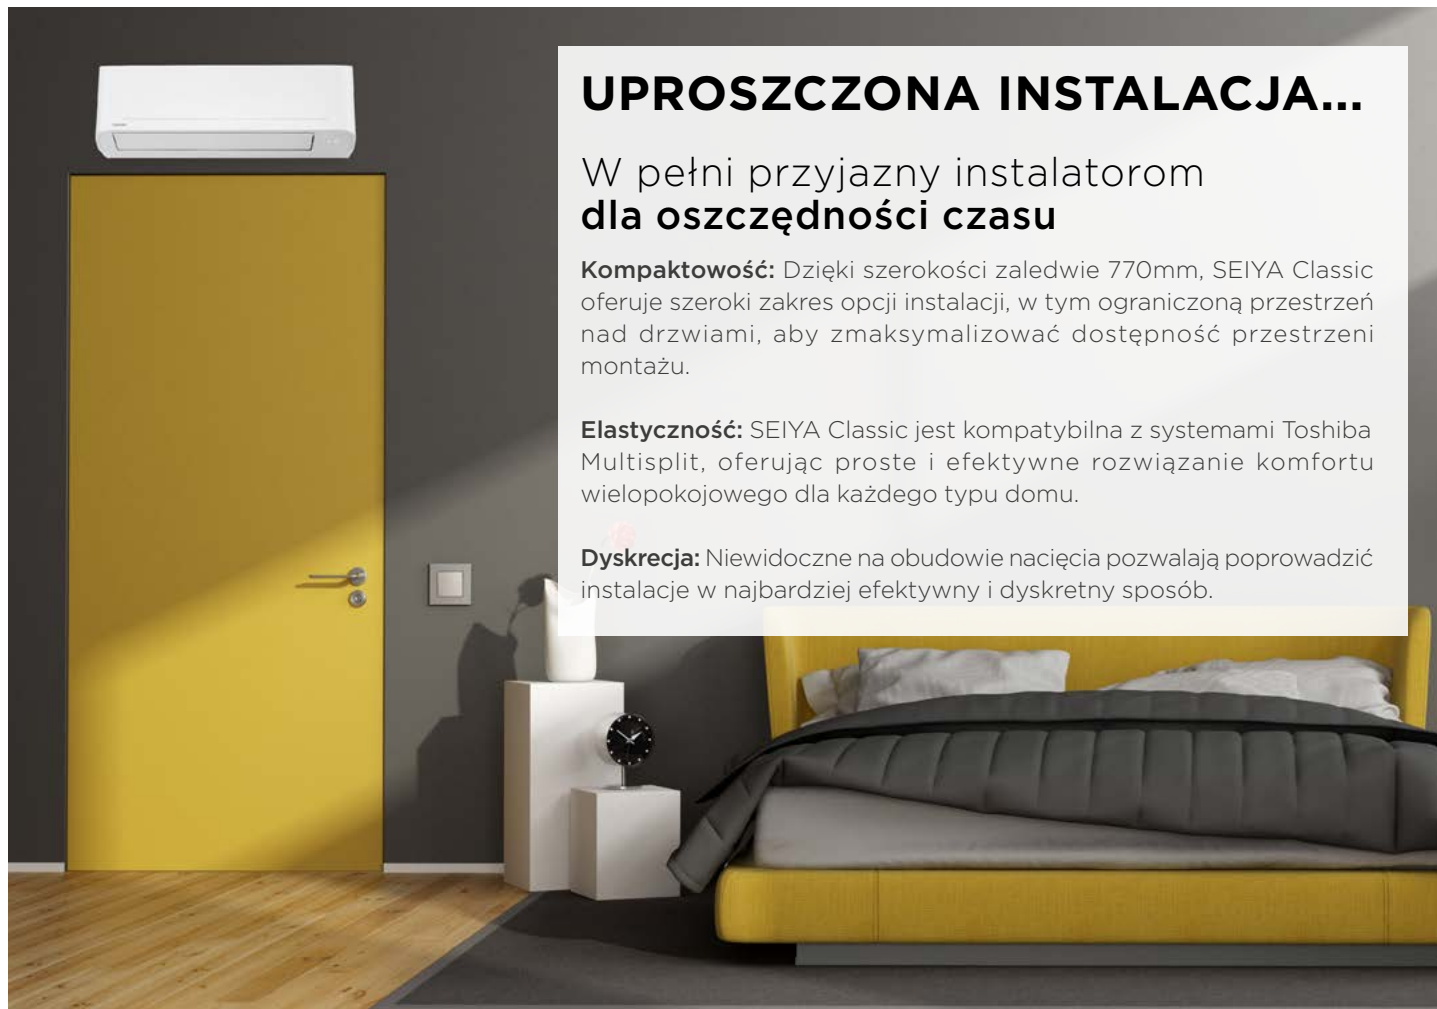 UPROSZCZONA INSTALACJA...
W pełni przyjazny instalatorom
dla oszczędności czasu
Kompaktowość: Dzięki szerokości zaledwie 770mm, SEIYA Classic
oferuje szeroki zakres opcji instalacji, w tym ograniczoną przestrzeń
nad drzwiami, aby zmaksymalizować dostępność przestrzeni
montażu.
Elastyczność: SEIYA Classic jest kompatybilna z systemami Toshiba
Multisplit, oferując proste i efektywne rozwiązanie komfortu
wielopokojowego dla każdego typu domu.
Dyskrecja: Niewidoczne na obudowie nacięcia pozwalają poprowadzić
instalacje w najbardziej efektywny i dyskretny sposób.